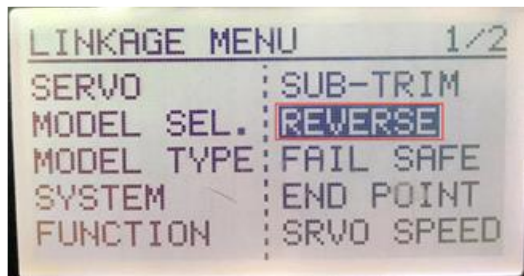 LINKAGE MENU 1/2
SERVO SUB-TRIM
MODEL SEL. REVERSE
MODEL TYPE FAIL SAFE
SYSTEM END POINT
FUNCTION SRVO SPEED